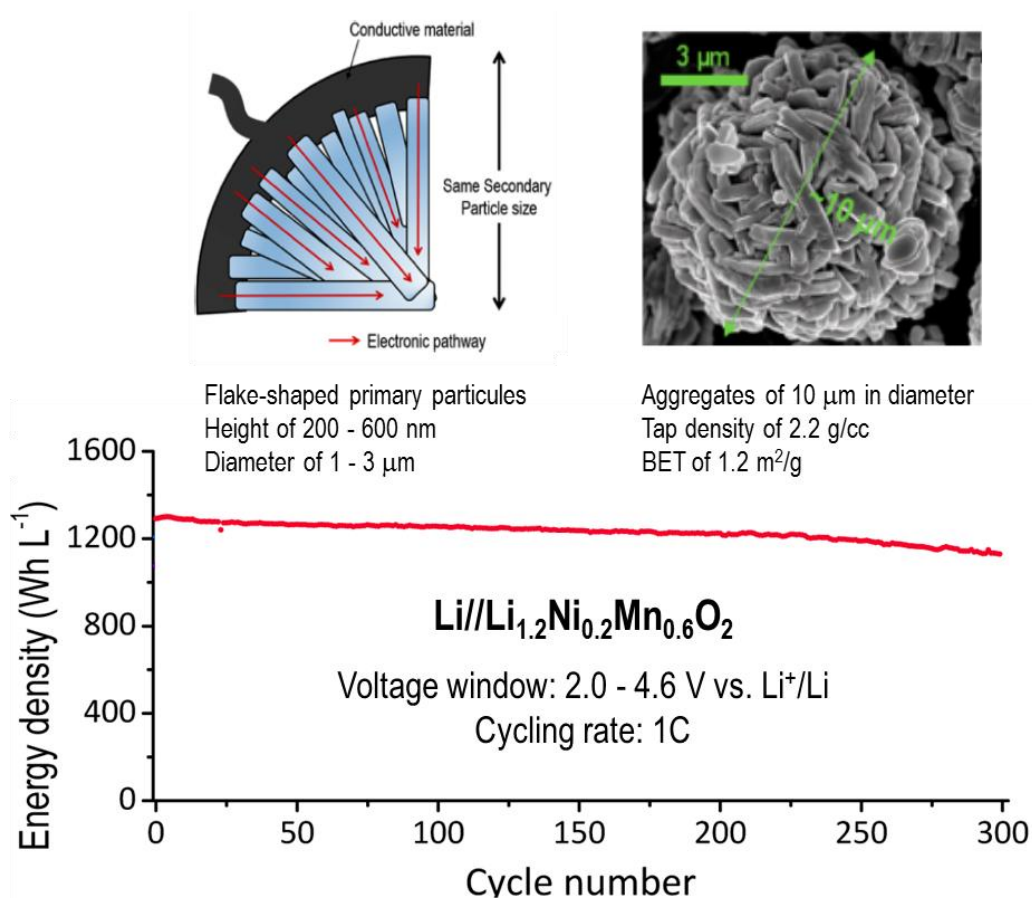 Conductive material
Same Secondary
Particle size
Electronic pathway
3 µm
~10 µm
Flake-shaped primary particules
Height of 200 - 600 nm
Diameter of 1 - 3 µm
Aggregates of 10 µm in diameter
Tap density of 2.2 g/cc
BET of 1.2 m²/g
Energy density (Wh L⁻¹)
1600
1200
800
400
0
Li//Li₁.₂Ni₀.₂Mn₀.₆O₂
Voltage window: 2.0 - 4.6 V vs. Li⁺/Li
Cycling rate: 1C
0 50 100 150 200 250 300
Cycle number